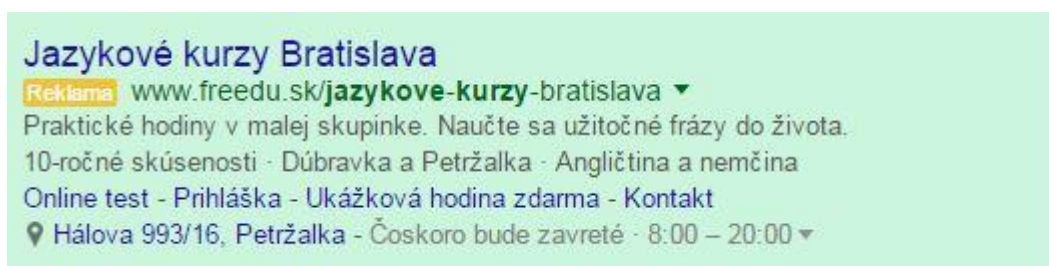 Jazykové kurzy Bratislava
Reklama www.freedu.sk/jazykove-kurzy-bratislava
Praktické hodiny v malej skupinke. Naučte sa užitočné frázy do života.
10-ročné skúsenosti · Dúbravka a Petržalka · Angličtina a nemčina
Online test - Prihláška - Ukážková hodina zdarma - Kontakt
Hálova 993/16, Petržalka - Čoskoro bude zavreté · 8:00 – 20:00